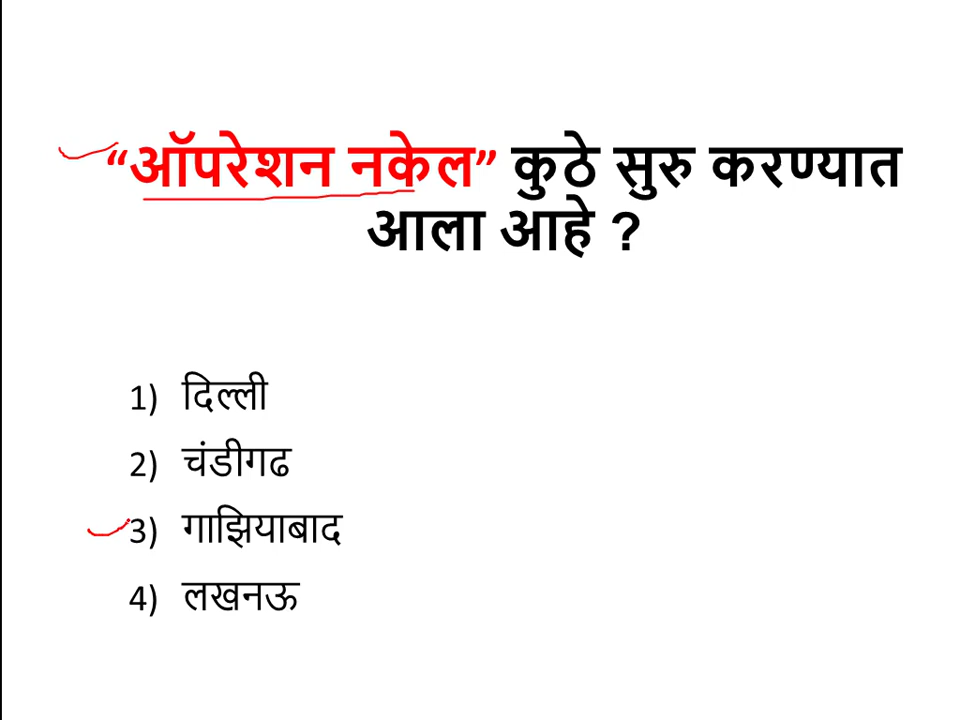 “ऑपरेशन नकेल” कुठे सुरु करण्यात
आला आहे ?
1) दिल्ली
2) चंडीगढ
3) गाझियाबाद
4) लखनऊ